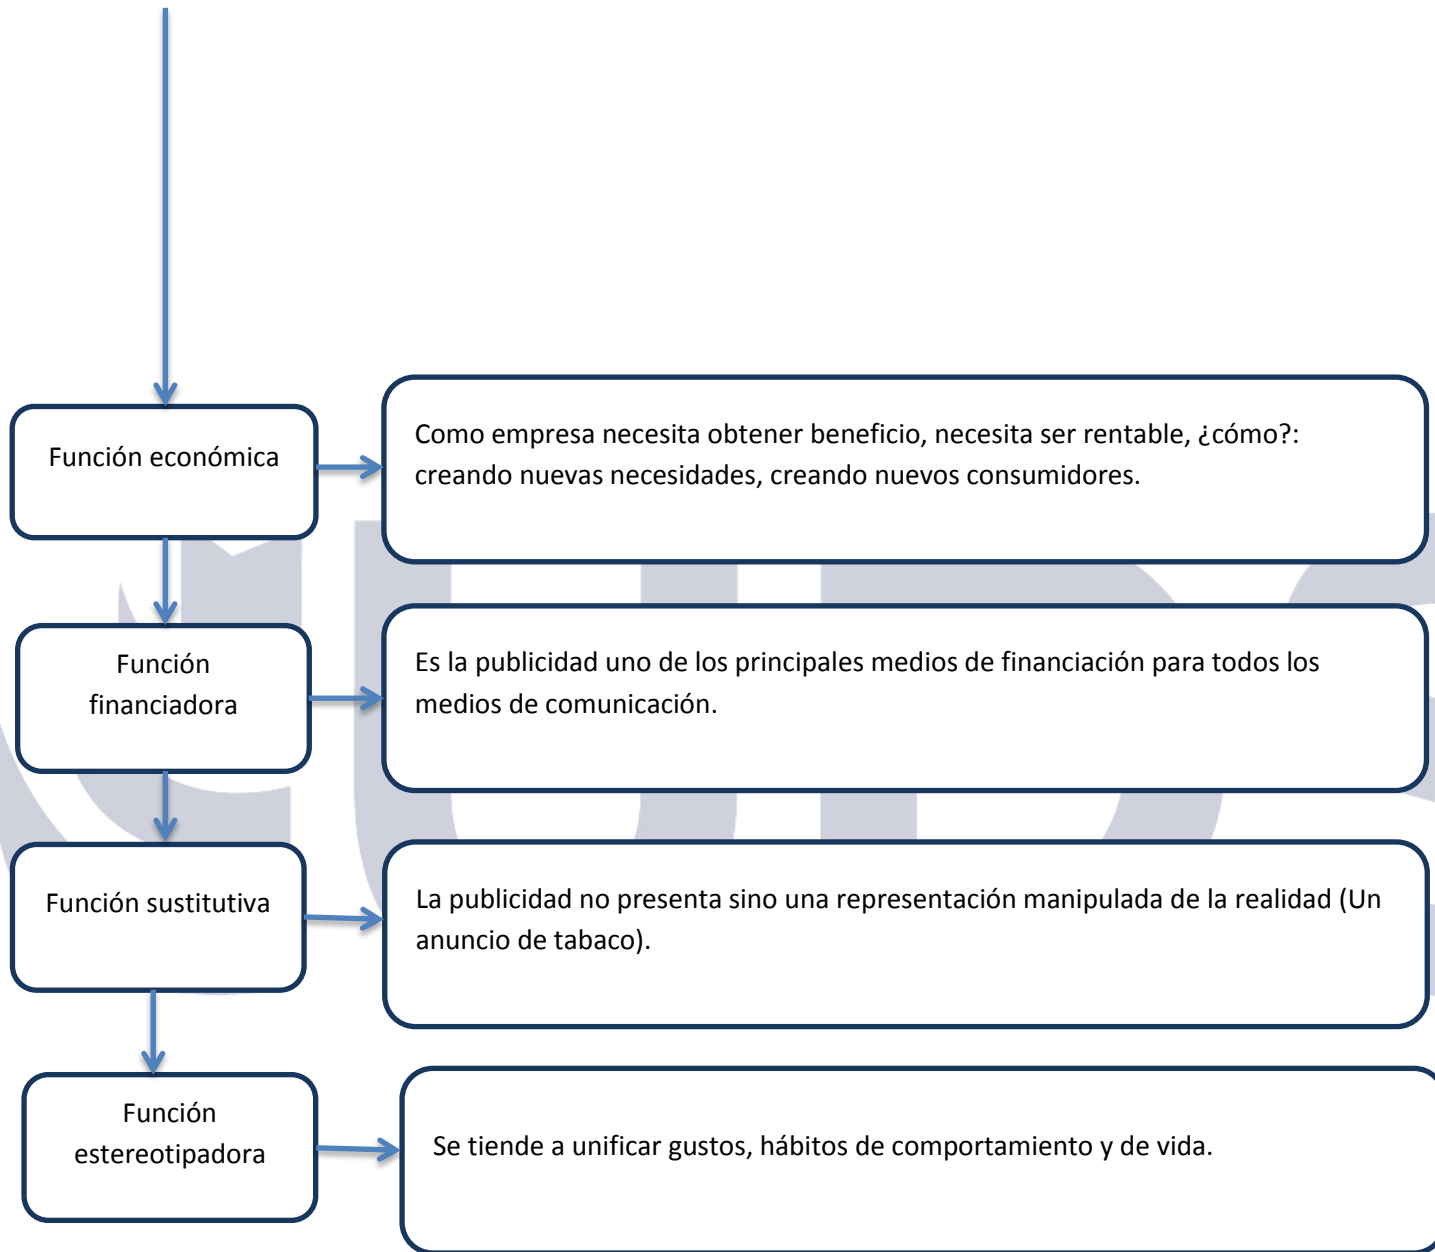 Función económica
Como empresa necesita obtener beneficio, necesita ser rentable, ¿cómo?:
creando nuevas necesidades, creando nuevos consumidores.
Función
financiadora
Es la publicidad uno de los principales medios de financiación para todos los
medios de comunicación.
Función sustitutiva
La publicidad no presenta sino una representación manipulada de la realidad (Un
anuncio de tabaco).
Función
estereotipadora
Se tiende a unificar gustos, hábitos de comportamiento y de vida.